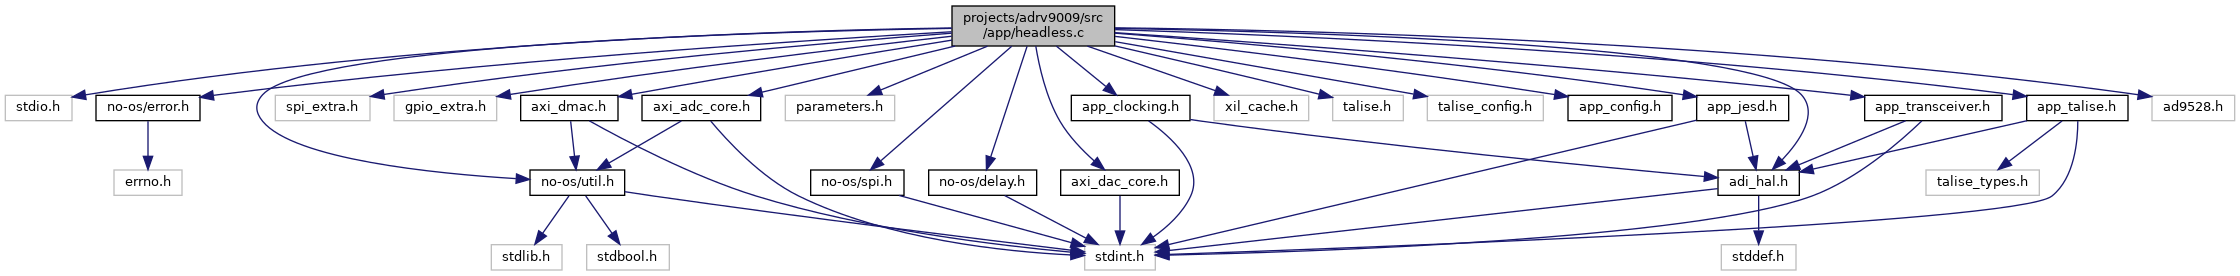 projects/adrv9009/src
/app/headless.c
stdio.h
no-os/error.h
spi_extra.h
gpio_extra.h
axi_dmac.h
axi_adc_core.h
parameters.h
app_clocking.h
xil_cache.h
talise.h
talise_config.h
app_config.h
app_jesd.h
app_transceiver.h
app_talise.h
ad9528.h
errno.h
no-os/util.h
no-os/spi.h
no-os/delay.h
axi_dac_core.h
adi_hal.h
talise_types.h
stdlib.h
stdbool.h
stdint.h
stddef.h